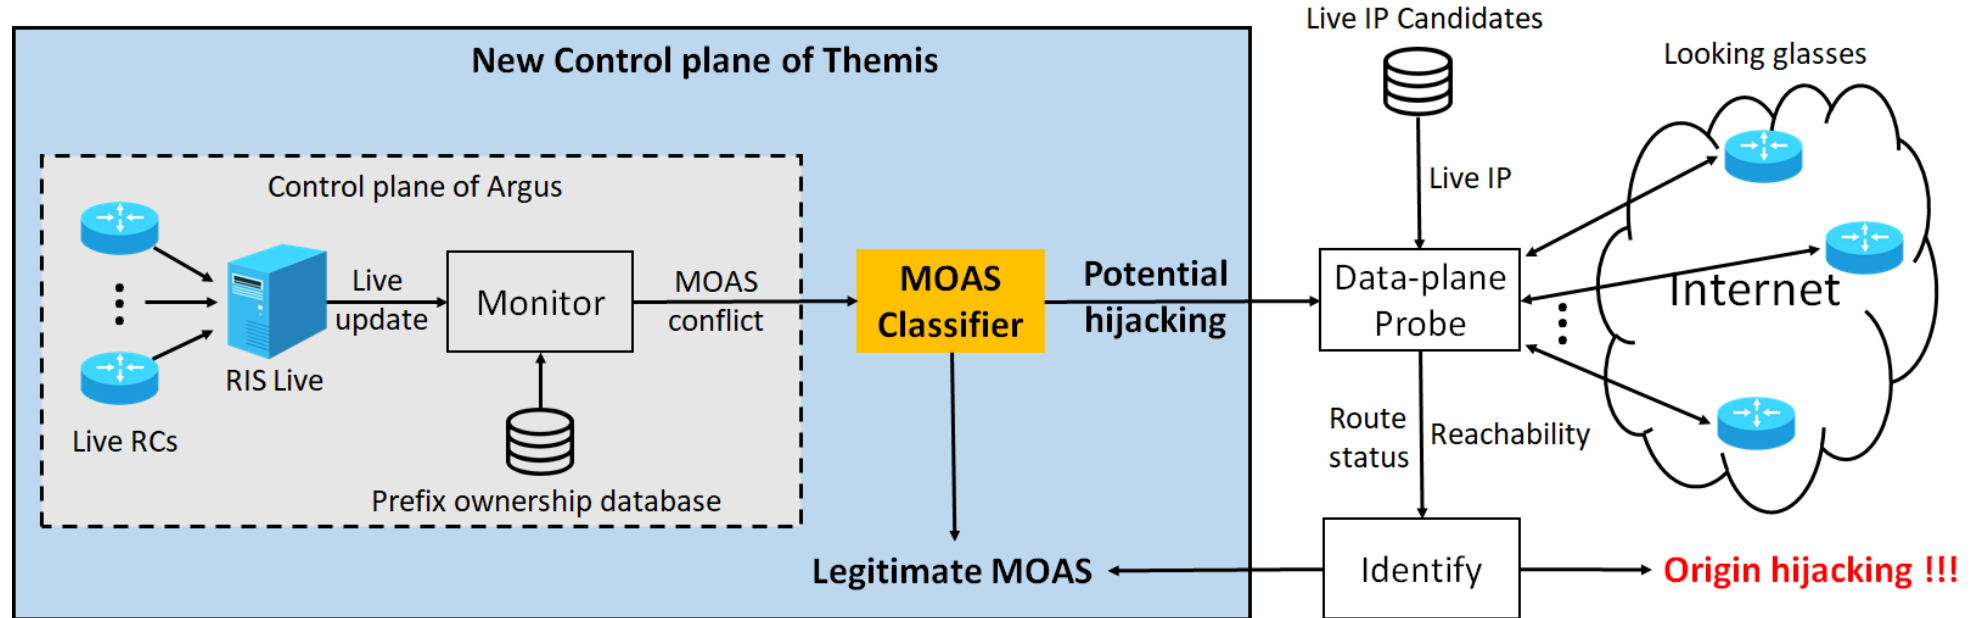 Live IP Candidates
New Control plane of Themis
Looking glasses
Control plane of Argus
Live IP
Live
update
Monitor
MOAS
conflict
MOAS
Classifier
Potential
hijacking
Data-plane
Probe
Internet
RIS Live
Live RCs
Prefix ownership database
Route
status
Reachability
Legitimate MOAS
Identify
Origin hijacking !!!